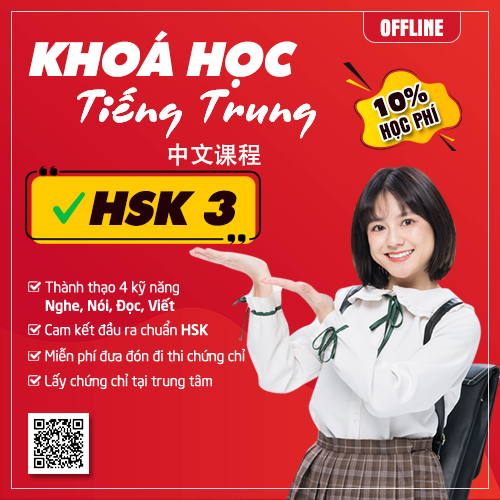 OFFLINE
KHOÁ HỌC
Tiếng Trung
中文课程
10%
HỌC PHÍ
HSK 3
Thành thạo 4 kỹ năng
Nghe, Nói, Đọc, Viết
Cam kết đầu ra chuẩn HSK
Miễn phí đưa đón đi thi chứng chỉ
Lấy chứng chỉ tại trung tâm